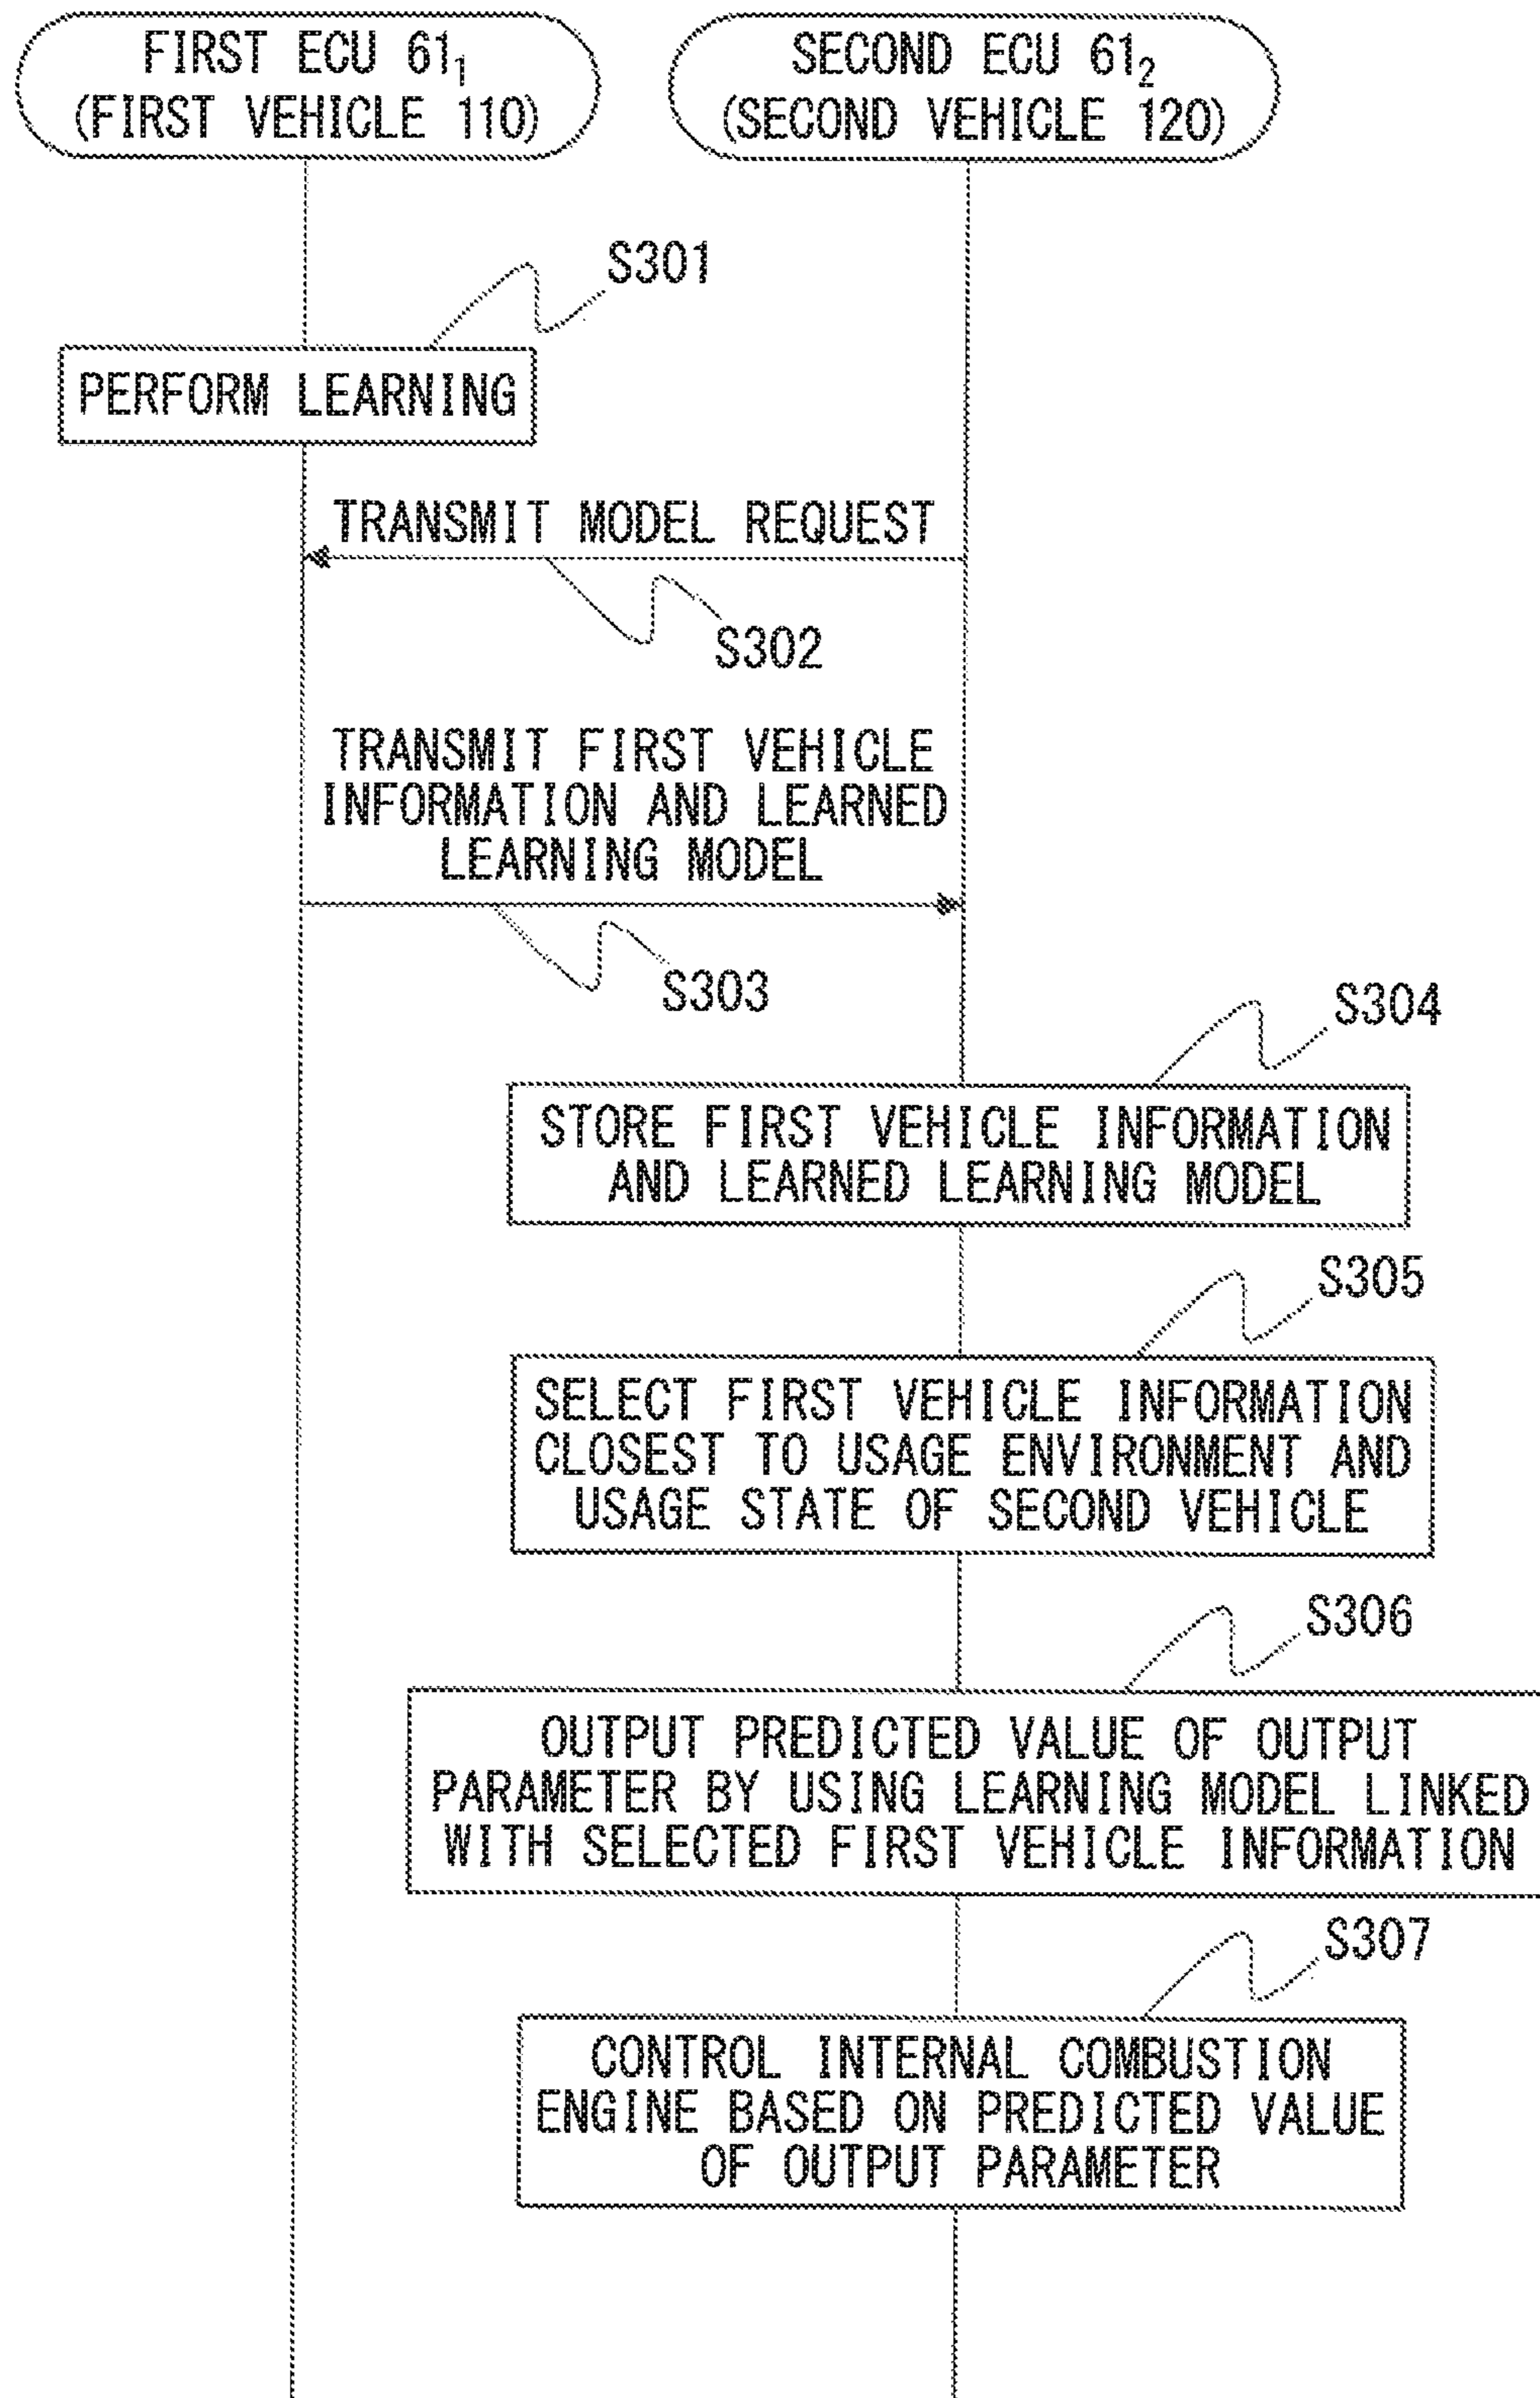 FIRST ECU 61₁
(FIRST VEHICLE 110)
SECOND ECU 61₂
(SECOND VEHICLE 120)
S301
PERFORM LEARNING
TRANSMIT MODEL REQUEST
S302
TRANSMIT FIRST VEHICLE
INFORMATION AND LEARNED
LEARNING MODEL
S303
S304
STORE FIRST VEHICLE INFORMATION
AND LEARNED LEARNING MODEL
S305
SELECT FIRST VEHICLE INFORMATION
CLOSEST TO USAGE ENVIRONMENT AND
USAGE STATE OF SECOND VEHICLE
S306
OUTPUT PREDICTED VALUE OF OUTPUT
PARAMETER BY USING LEARNING MODEL LINKED
WITH SELECTED FIRST VEHICLE INFORMATION
S307
CONTROL INTERNAL COMBUSTION
ENGINE BASED ON PREDICTED VALUE
OF OUTPUT PARAMETER